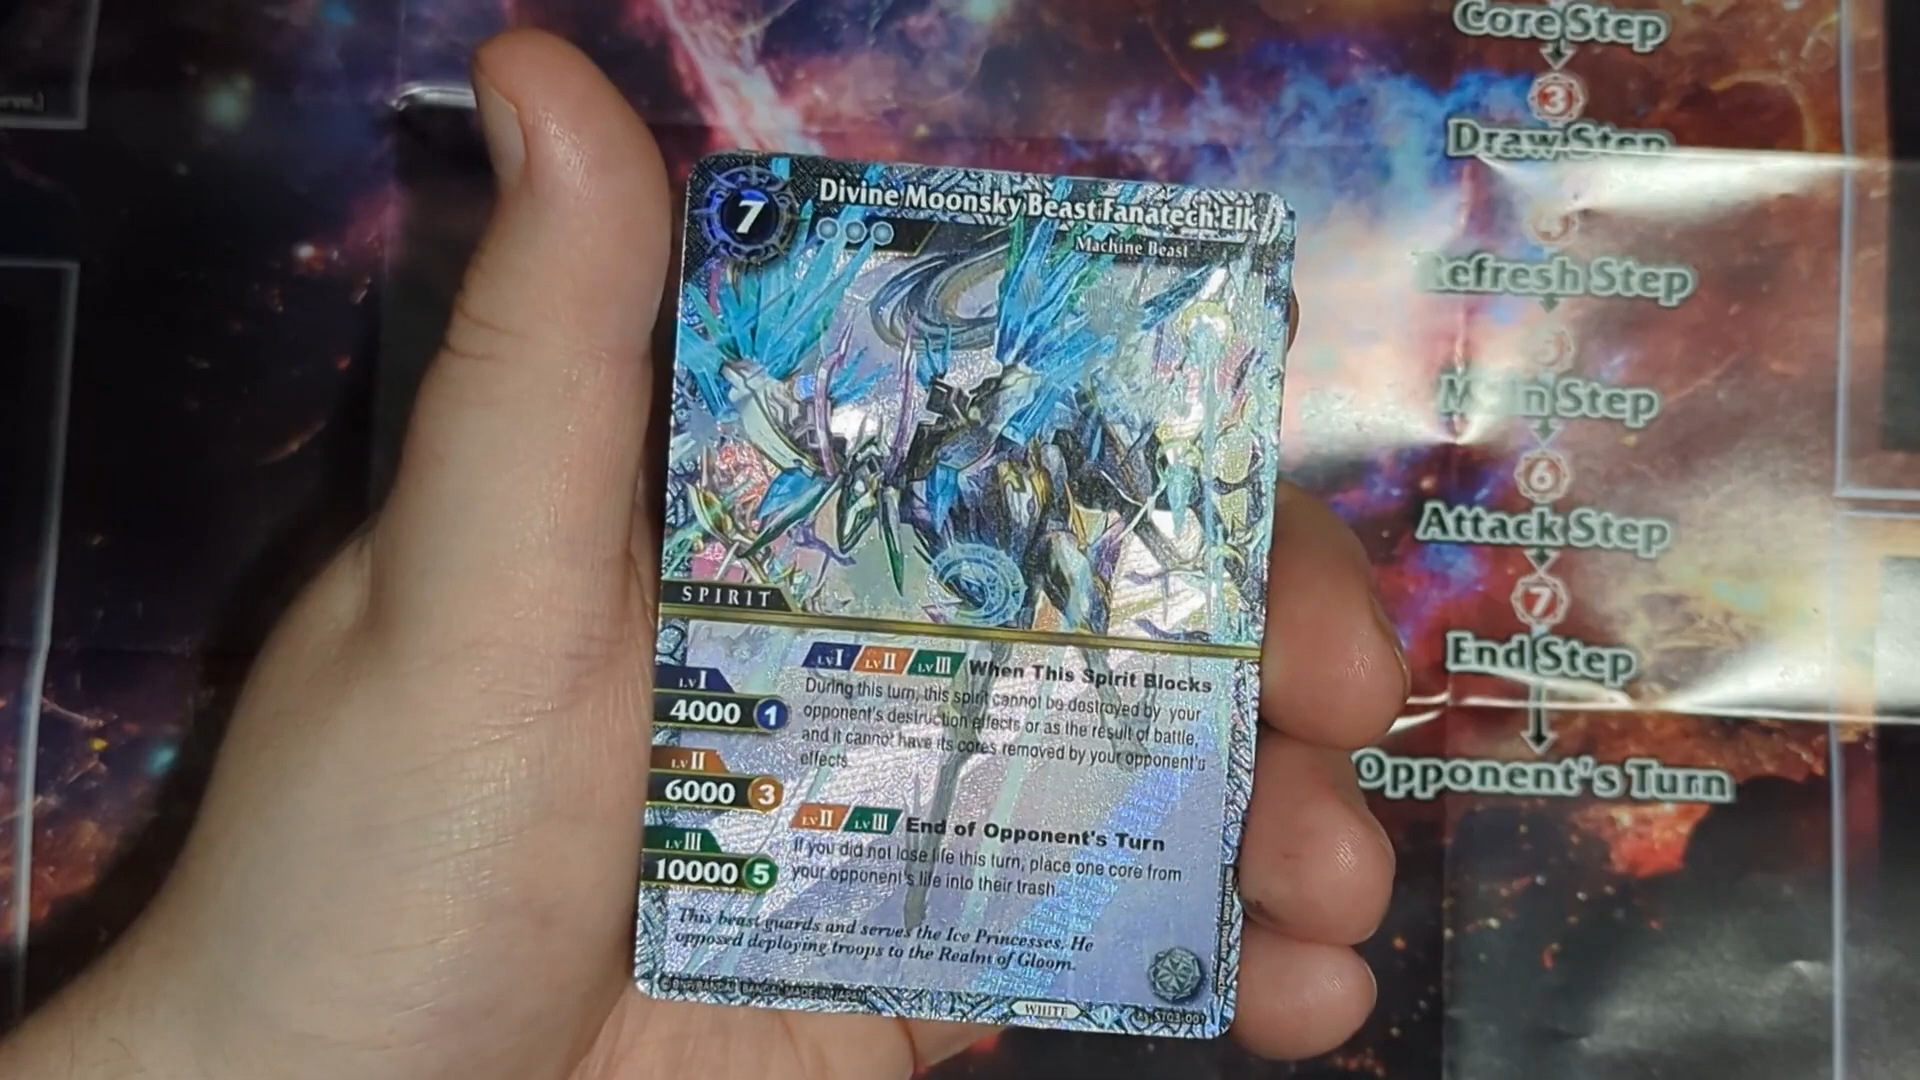 7
Divine Moonsky Beast Fanatech:Elk
Machine Beast
SPIRIT
LV I
4000 1
LV II
6000 3
LV III
10000 5
LV I LV II LV III When This Spirit Blocks
During this turn, this spirit cannot be destroyed by your
opponent's destruction effects or as the result of battle,
and it cannot have its cores removed by your opponent's
effects.
LV II LV III End of Opponent's Turn
If you did not lose life this turn, place one core from
your opponent's life into their trash.
This beast guards and serves the Ice Princesses. He
opposed deploying troops to the Realm of Gloom.
BANDAI MADE IN JAPAN
WHITE
ST03-001
Core Step
3
Draw Step
Refresh Step
Main Step
6
Attack Step
7
End Step
Opponent's Turn